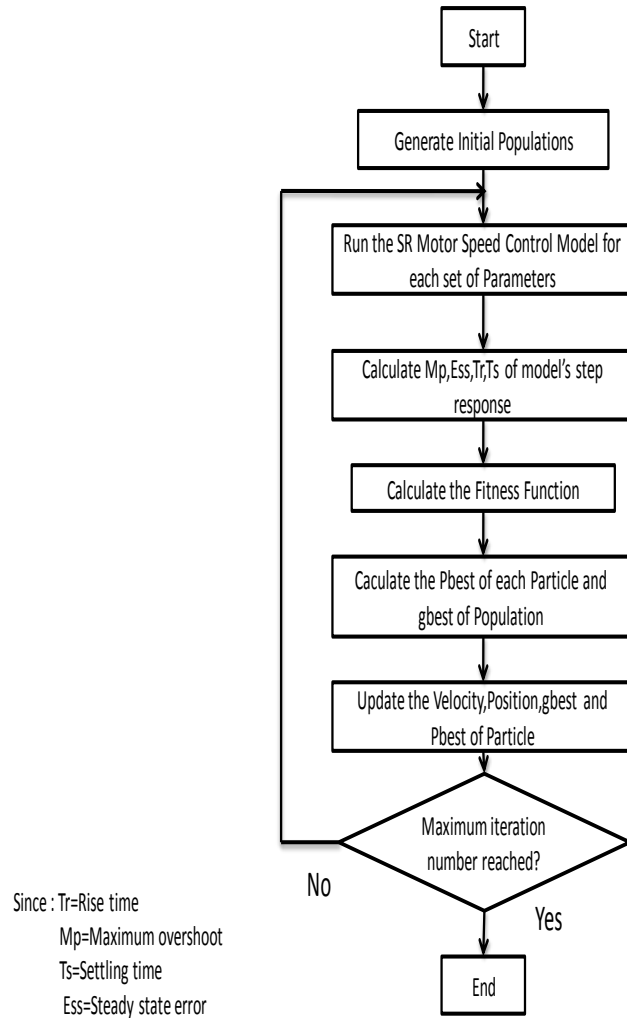 Start
Generate Initial Populations
Run the SR Motor Speed Control Model for
each set of Parameters
Calculate Mp,Ess,Tr,Ts of model's step
response
Calculate the Fitness Function
Caculate the Pbest of each Particle and
gbest of Population
Update the Velocity,Position,gbest and
Pbest of Particle
Maximum iteration
number reached?
No
Yes
End
Since : Tr=Rise time
Mp=Maximum overshoot
Ts=Settling time
Ess=Steady state error